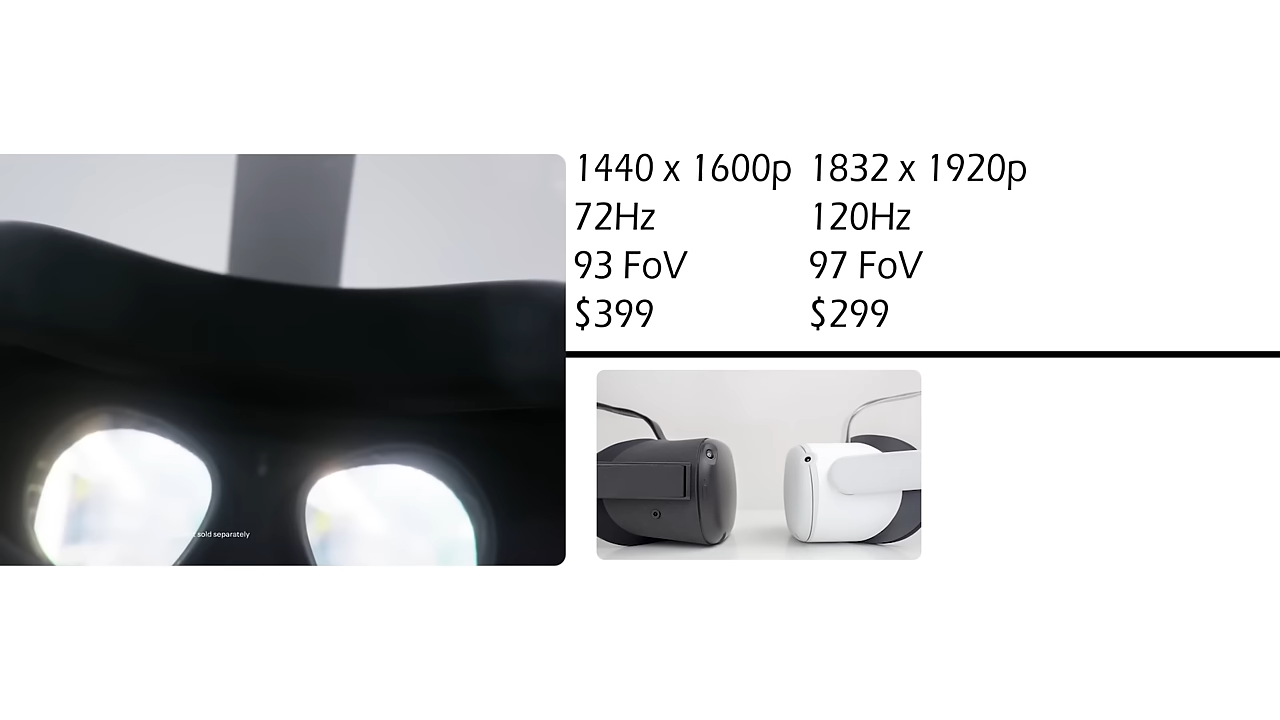 1440 x 1600p 1832 x 1920p
72Hz 120Hz
93 FoV 97 FoV
$399 $299
sold separately